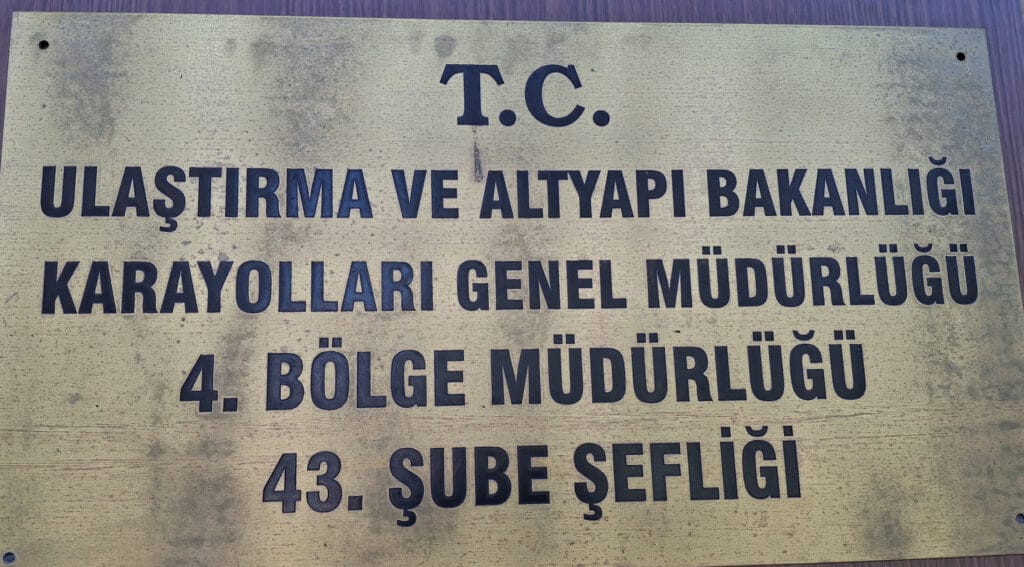 T.C.
ULAŞTIRMA VE ALTYAPI BAKANLIĞI
KARAYOLLARI GENEL MÜDÜRLÜĞÜ
4. BÖLGE MÜDÜRLÜĞÜ
43. ŞUBE ŞEFLİĞİ